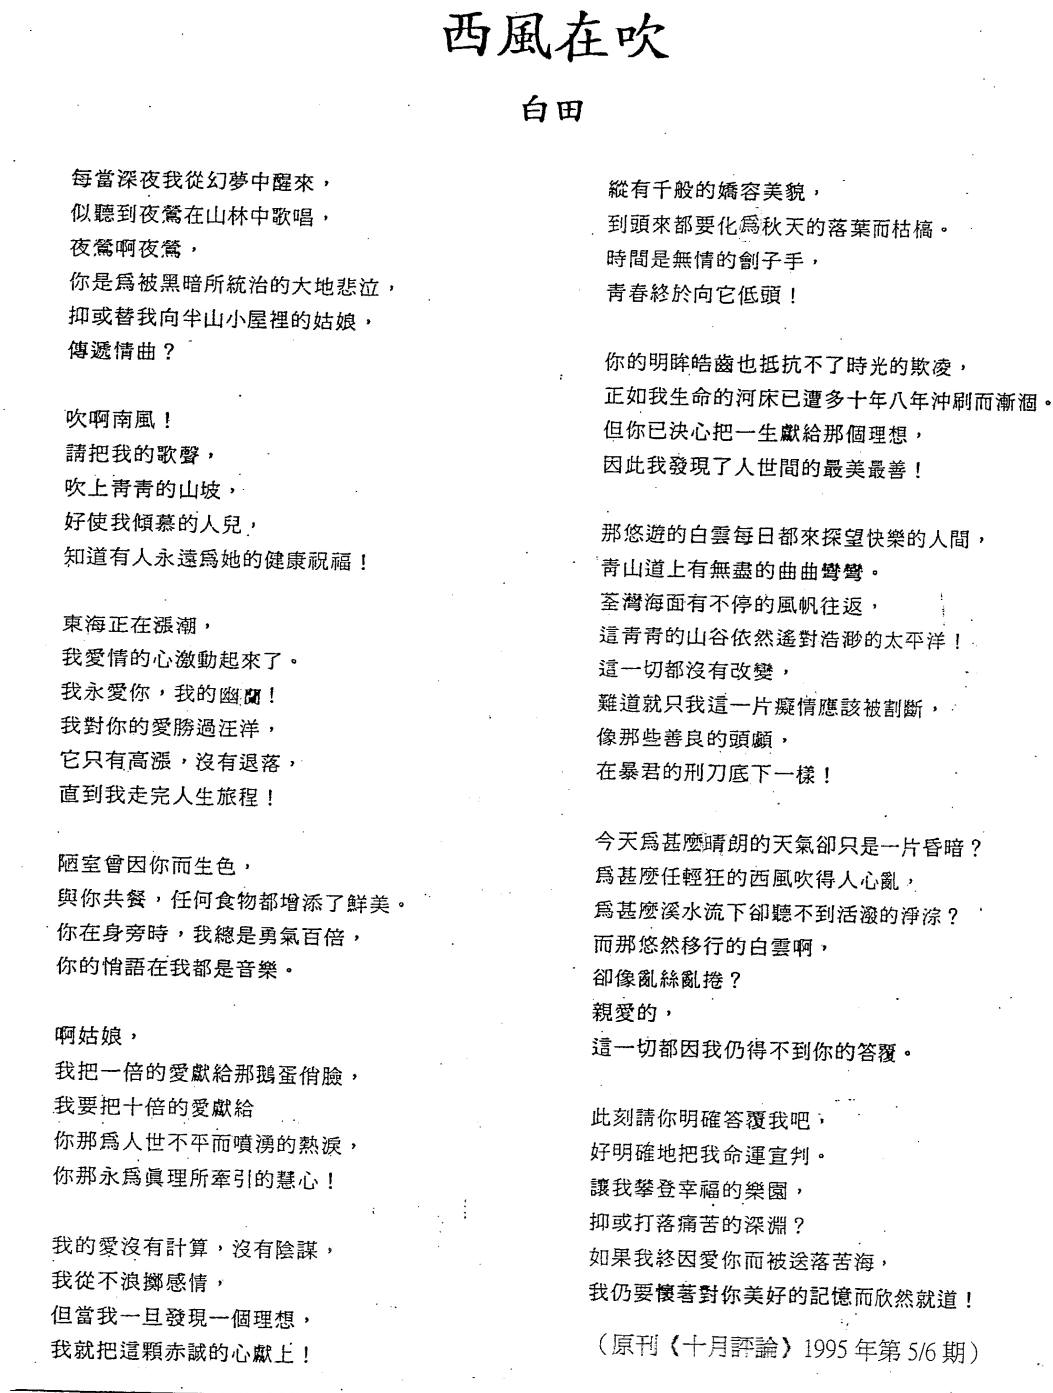 西風在吹
白田
每當深夜我從幻夢中醒來，
似聽到夜鶯在山林中歌唱，
夜鶯啊夜鶯，
你是為被黑暗所統治的大地悲泣，
抑或替我向半山小屋裡的姑娘，
傳遞情曲？
吹啊南風！
請把我的歌聲，
吹上靑靑的山坡，
好使我傾慕的人兒，
知道有人永遠為她的健康祝福！
東海正在漲潮，
我愛情的心激動起來了。
我永愛你，我的幽蘭！
我對你的愛勝過汪洋，
它只有高漲，沒有退落，
直到我走完人生旅程！
陋室曾因你而生色，
與你共餐，任何食物都增添了鮮美。
你在身旁時，我總是勇氣百倍，
你的悄語在我都是音樂。
啊姑娘，
我把一倍的愛獻給那鵝蛋俏臉，
我要把十倍的愛獻給
你那為人世不平而噴湧的熱淚，
你那永為眞理所牽引的慧心！
我的愛沒有計算，沒有陰謀，
我從不浪擲感情，
但當我一旦發現一個理想，
我就把這顆赤誠的心獻上！
縱有千般的嬌容美貌，
到頭來都要化為秋天的落葉而枯槁。
時間是無情的劊子手，
靑春終於向它低頭！
你的明眸皓齒也抵抗不了時光的欺凌，
正如我生命的河床已遭多十年八年沖刷而漸涸。
但你已決心把一生獻給那個理想，
因此我發現了人世間的最美最善！
那悠遊的白雲每日都來探望快樂的人間，
靑山道上有無盡的曲曲彎彎。
荃灣海面有不停的風帆往返，
這靑靑的山谷依然遙對浩渺的太平洋！
這一切都沒有改變，
難道就只我這一片癡情應該被割斷，
像那些善良的頭顱，
在暴君的刑刀底下一樣！
今天為甚麼晴朗的天氣卻只是一片昏暗？
為甚麼任輕狂的西風吹得人心亂，
為甚麼溪水流下卻聽不到活潑的淨淙？
而那悠然移行的白雲啊，
卻像亂絲亂捲？
親愛的，
這一切都因我仍得不到你的答覆。
此刻請你明確答覆我吧，
好明確地把我命運宣判。
讓我攀登幸福的樂園，
抑或打落痛苦的深淵？
如果我終因愛你而被送落苦海，
我仍要懷著對你美好的記憶而欣然就道！
（原刊《十月評論》1995年第5/6期）